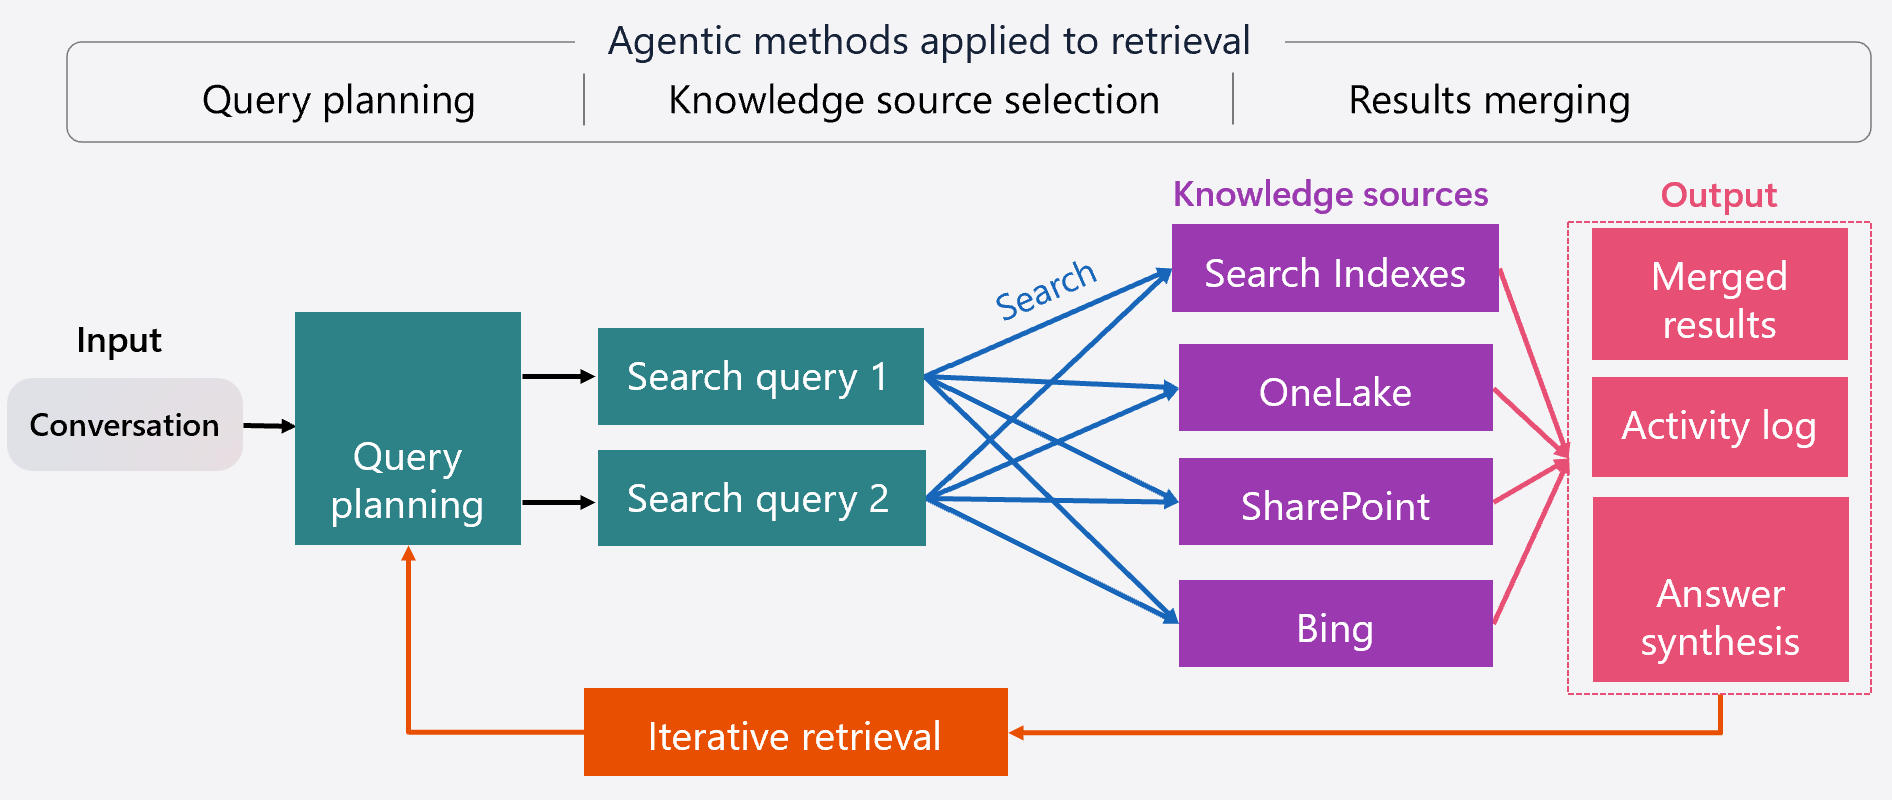 Agentic methods applied to retrieval
Query planning
Knowledge source selection
Results merging
Input
Conversation
Query
planning
Search query 1
Search query 2
Search
Knowledge sources
Search Indexes
OneLake
SharePoint
Bing
Output
Merged
results
Activity log
Answer
synthesis
Iterative retrieval